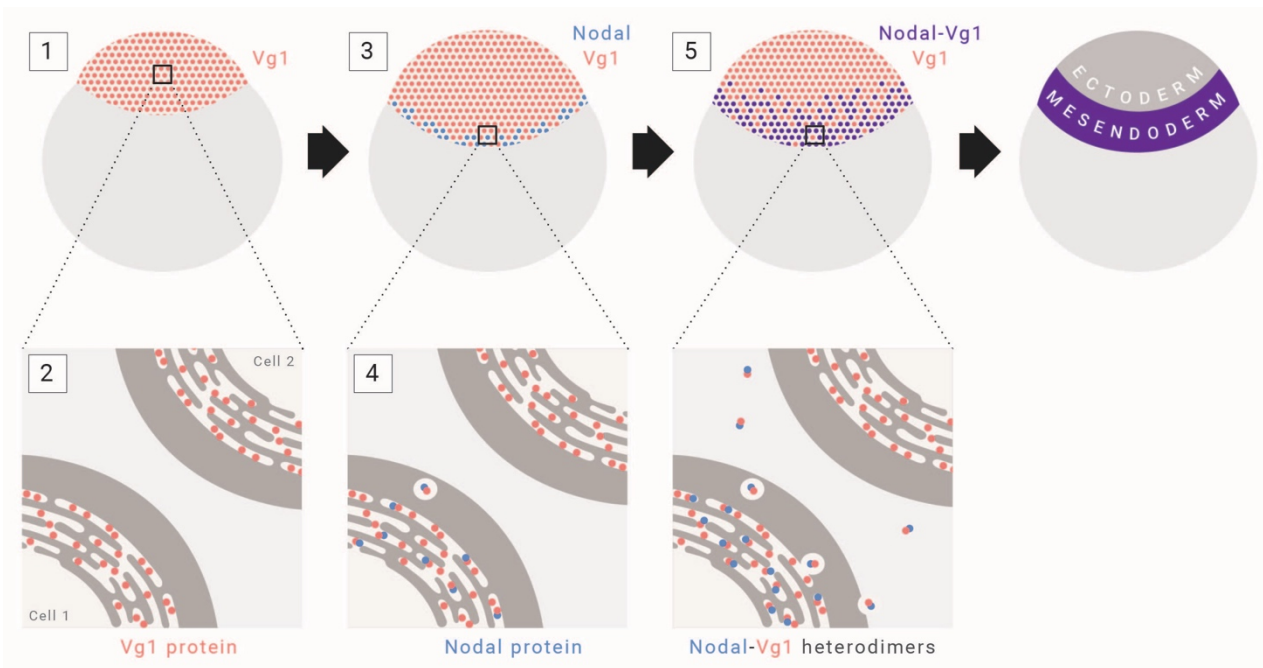 1
Vg1
3
Nodal
Vg1
5
Nodal-Vg1
Vg1
ECTODERM
MESENDODERM
2
Cell 2
Cell 1
Vg1 protein
4
Nodal protein
Nodal-Vg1 heterodimers